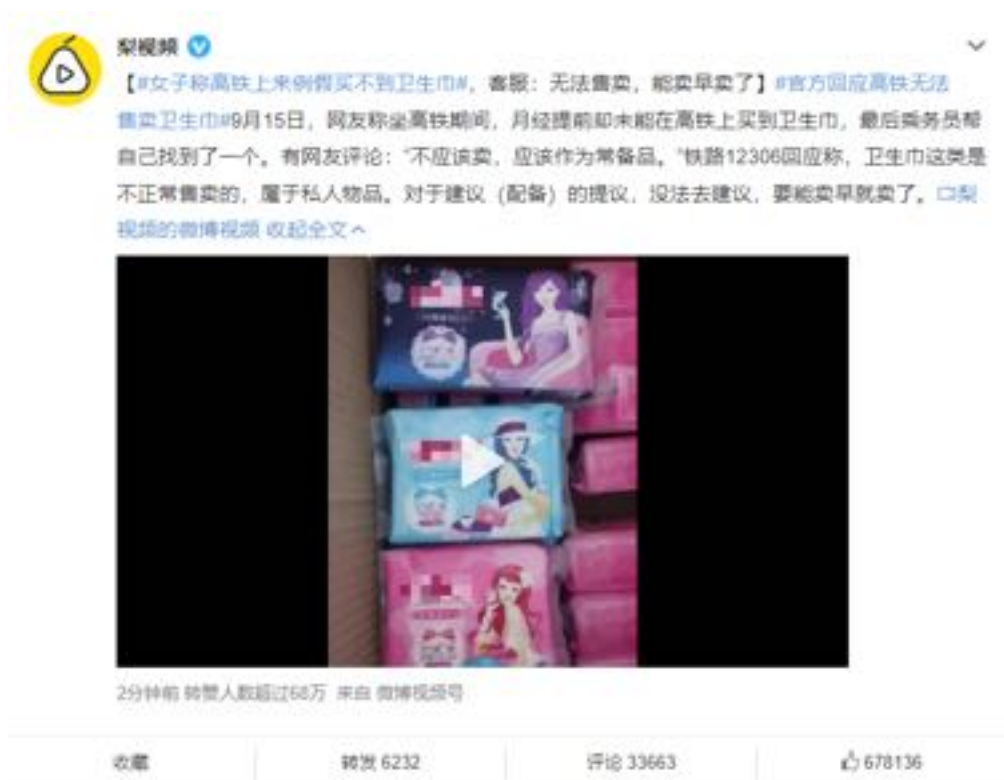 梨视频
【#女子称高铁上来例假买不到卫生巾#，客服：无法售卖，能卖早卖了】#官方回应高铁无法
售卖卫生巾#9月15日，网友称坐高铁期间，月经提前却未能在高铁上买到卫生巾，最后乘务员帮
自己找到了一个。有网友评论：“不应该卖，应该作为常备品。”铁路12306回应称，卫生巾这类是
不正常售卖的，属于私人物品。对于建议（配备）的提议，没法去建议，要能卖早就卖了。梨
视频的微博视频 收起全文
2分钟前 转赞人数超过68万 来自 微博视频号
收藏
转发 6232
评论 33663
678136